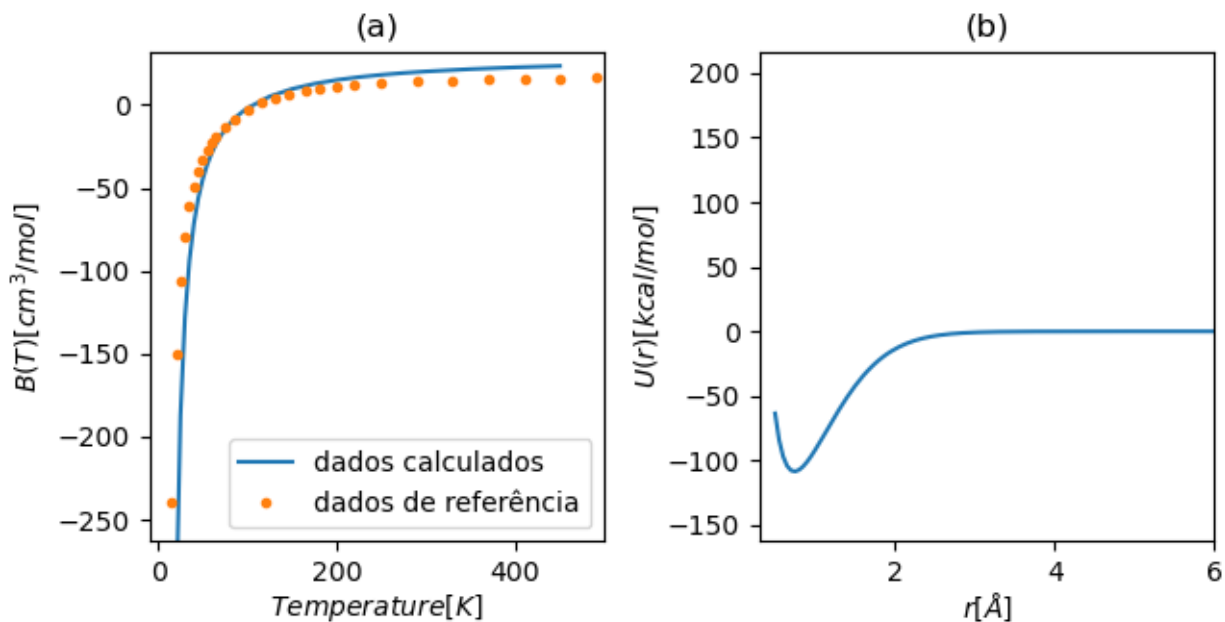 (a)
B(T)[cm³/mol]
0
−50
−100
−150
−200
−250
dados calculados
dados de referência
0 200 400
Temperature[K]
(b)
U(r)[kcal/mol]
200
150
100
50
0
−50
−100
−150
2 4 6
r[Å]